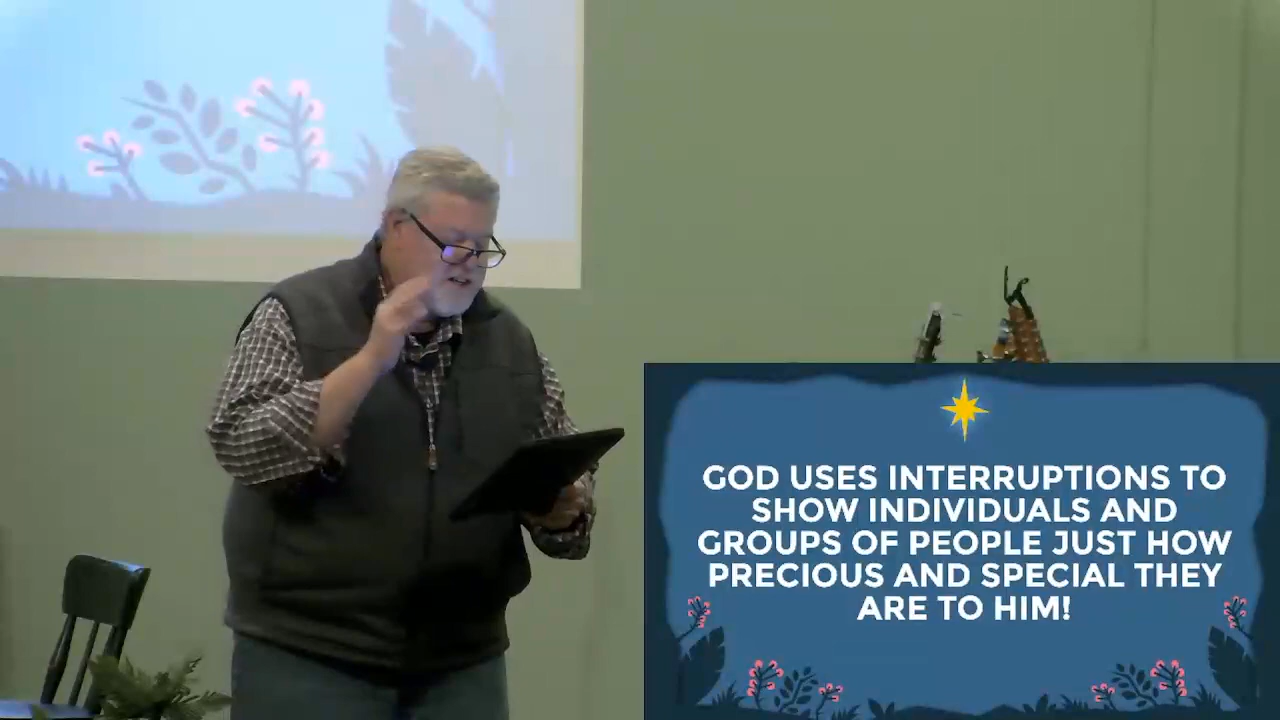 GOD USES INTERRUPTIONS TO
SHOW INDIVIDUALS AND
GROUPS OF PEOPLE JUST HOW
PRECIOUS AND SPECIAL THEY
ARE TO HIM!